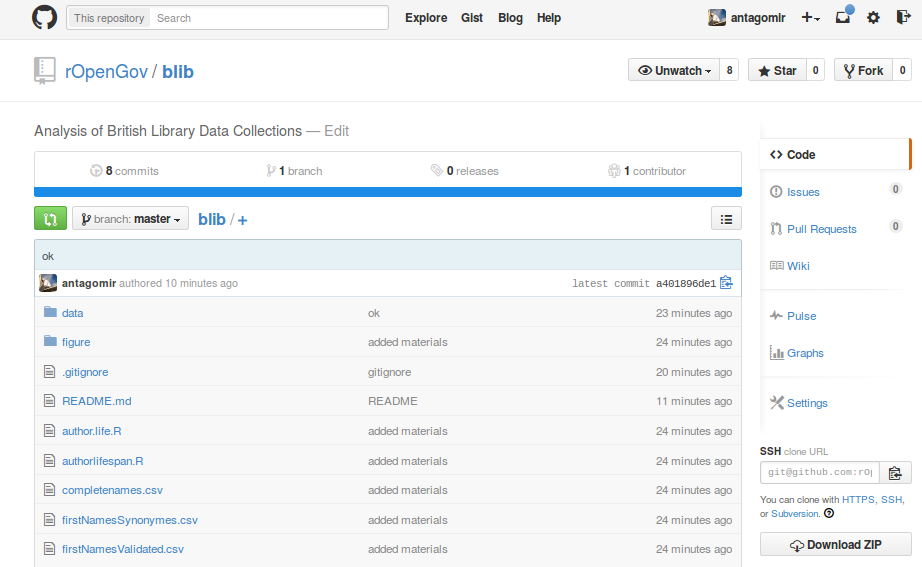 This repository Search Explore Gist Blog Help antagomir
rOpenGov / blib Unwatch 8 Star 0 Fork 0
Analysis of British Library Data Collections — Edit
8 commits 1 branch 0 releases 1 contributor
branch: master blib / +
ok
antagomir authored 10 minutes ago latest commit a401896de1
data ok 23 minutes ago
figure added materials 24 minutes ago
.gitignore gitignore 20 minutes ago
README.md README 11 minutes ago
author.life.R added materials 24 minutes ago
authorlifespan.R added materials 24 minutes ago
completenames.csv added materials 24 minutes ago
firstNamesSynonymes.csv added materials 24 minutes ago
firstNamesValidated.csv added materials 24 minutes ago
Code
Issues 0
Pull Requests 0
Wiki
Pulse
Graphs
Settings
SSH clone URL
git@github.com:rOp
You can clone with HTTPS, SSH,
or Subversion.
Download ZIP